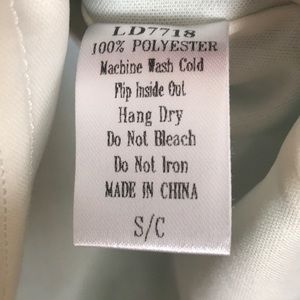 LD7718
100% POLYESTER
Machine Wash Cold
Flip Inside Out
Hang Dry
Do Not Bleach
Do Not Iron
MADE IN CHINA
S/C